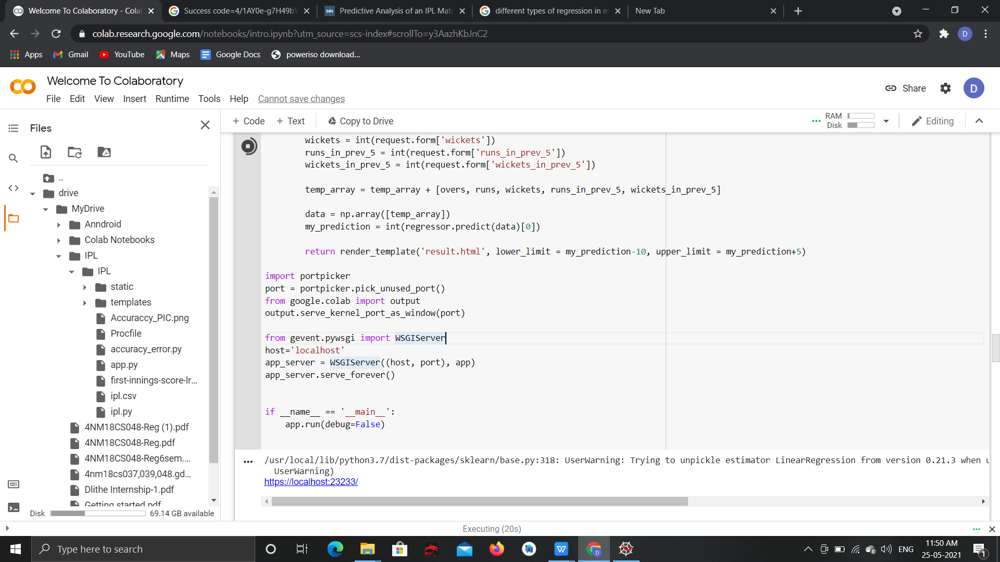 Welcome To Colaboratory - Cola
Success code=4/1AY0e-g7H49bY
tds Predictive Analysis of an IPL Matc
different types of regression in m
New Tab
colab.research.google.com/notebooks/intro.ipynb?utm_source=scs-index#scrollTo=y3AazhKbJnC2
D
Apps
Gmail
YouTube
Maps
Google Docs
poweriso download...
Welcome To Colaboratory
File Edit View Insert Runtime Tools Help Cannot save changes
Share
D
Files
+ Code + Text Copy to Drive
RAM
Disk
Editing
..
drive
MyDrive
Anndroid
Colab Notebooks
IPL
IPL
static
templates
Accuraccy_PIC.png
Procfile
accuracy_error.py
app.py
first-innings-score-lr...
ipl.csv
ipl.py
4NM18CS048-Reg (1).pdf
4NM18CS048-Reg.pdf
4NM18CS048-Reg6sem....
4nm18cs037,039,048.gd...
Dlithe Internship-1.pdf
Getting started.pdf
Disk 69.14 GB available
wickets = int(request.form['wickets'])
runs_in_prev_5 = int(request.form['runs_in_prev_5'])
wickets_in_prev_5 = int(request.form['wickets_in_prev_5'])
temp_array = temp_array + [overs, runs, wickets, runs_in_prev_5, wickets_in_prev_5]
data = np.array([temp_array])
my_prediction = int(regressor.predict(data)[0])
return render_template('result.html', lower_limit = my_prediction-10, upper_limit = my_prediction+5)
import portpicker
port = portpicker.pick_unused_port()
from google.colab import output
output.serve_kernel_port_as_window(port)
from gevent.pywsgi import WSGIServer
host='localhost'
app_server = WSGIServer((host, port), app)
app_server.serve_forever()
if __name__ == '__main__':
app.run(debug=False)
/usr/local/lib/python3.7/dist-packages/sklearn/base.py:318: UserWarning: Trying to unpickle estimator LinearRegression from version 0.21.3 when u
UserWarning)
https://localhost:23233/
Executing (20s)
Type here to search
W
D
ENG
11:50 AM
25-05-2021
1